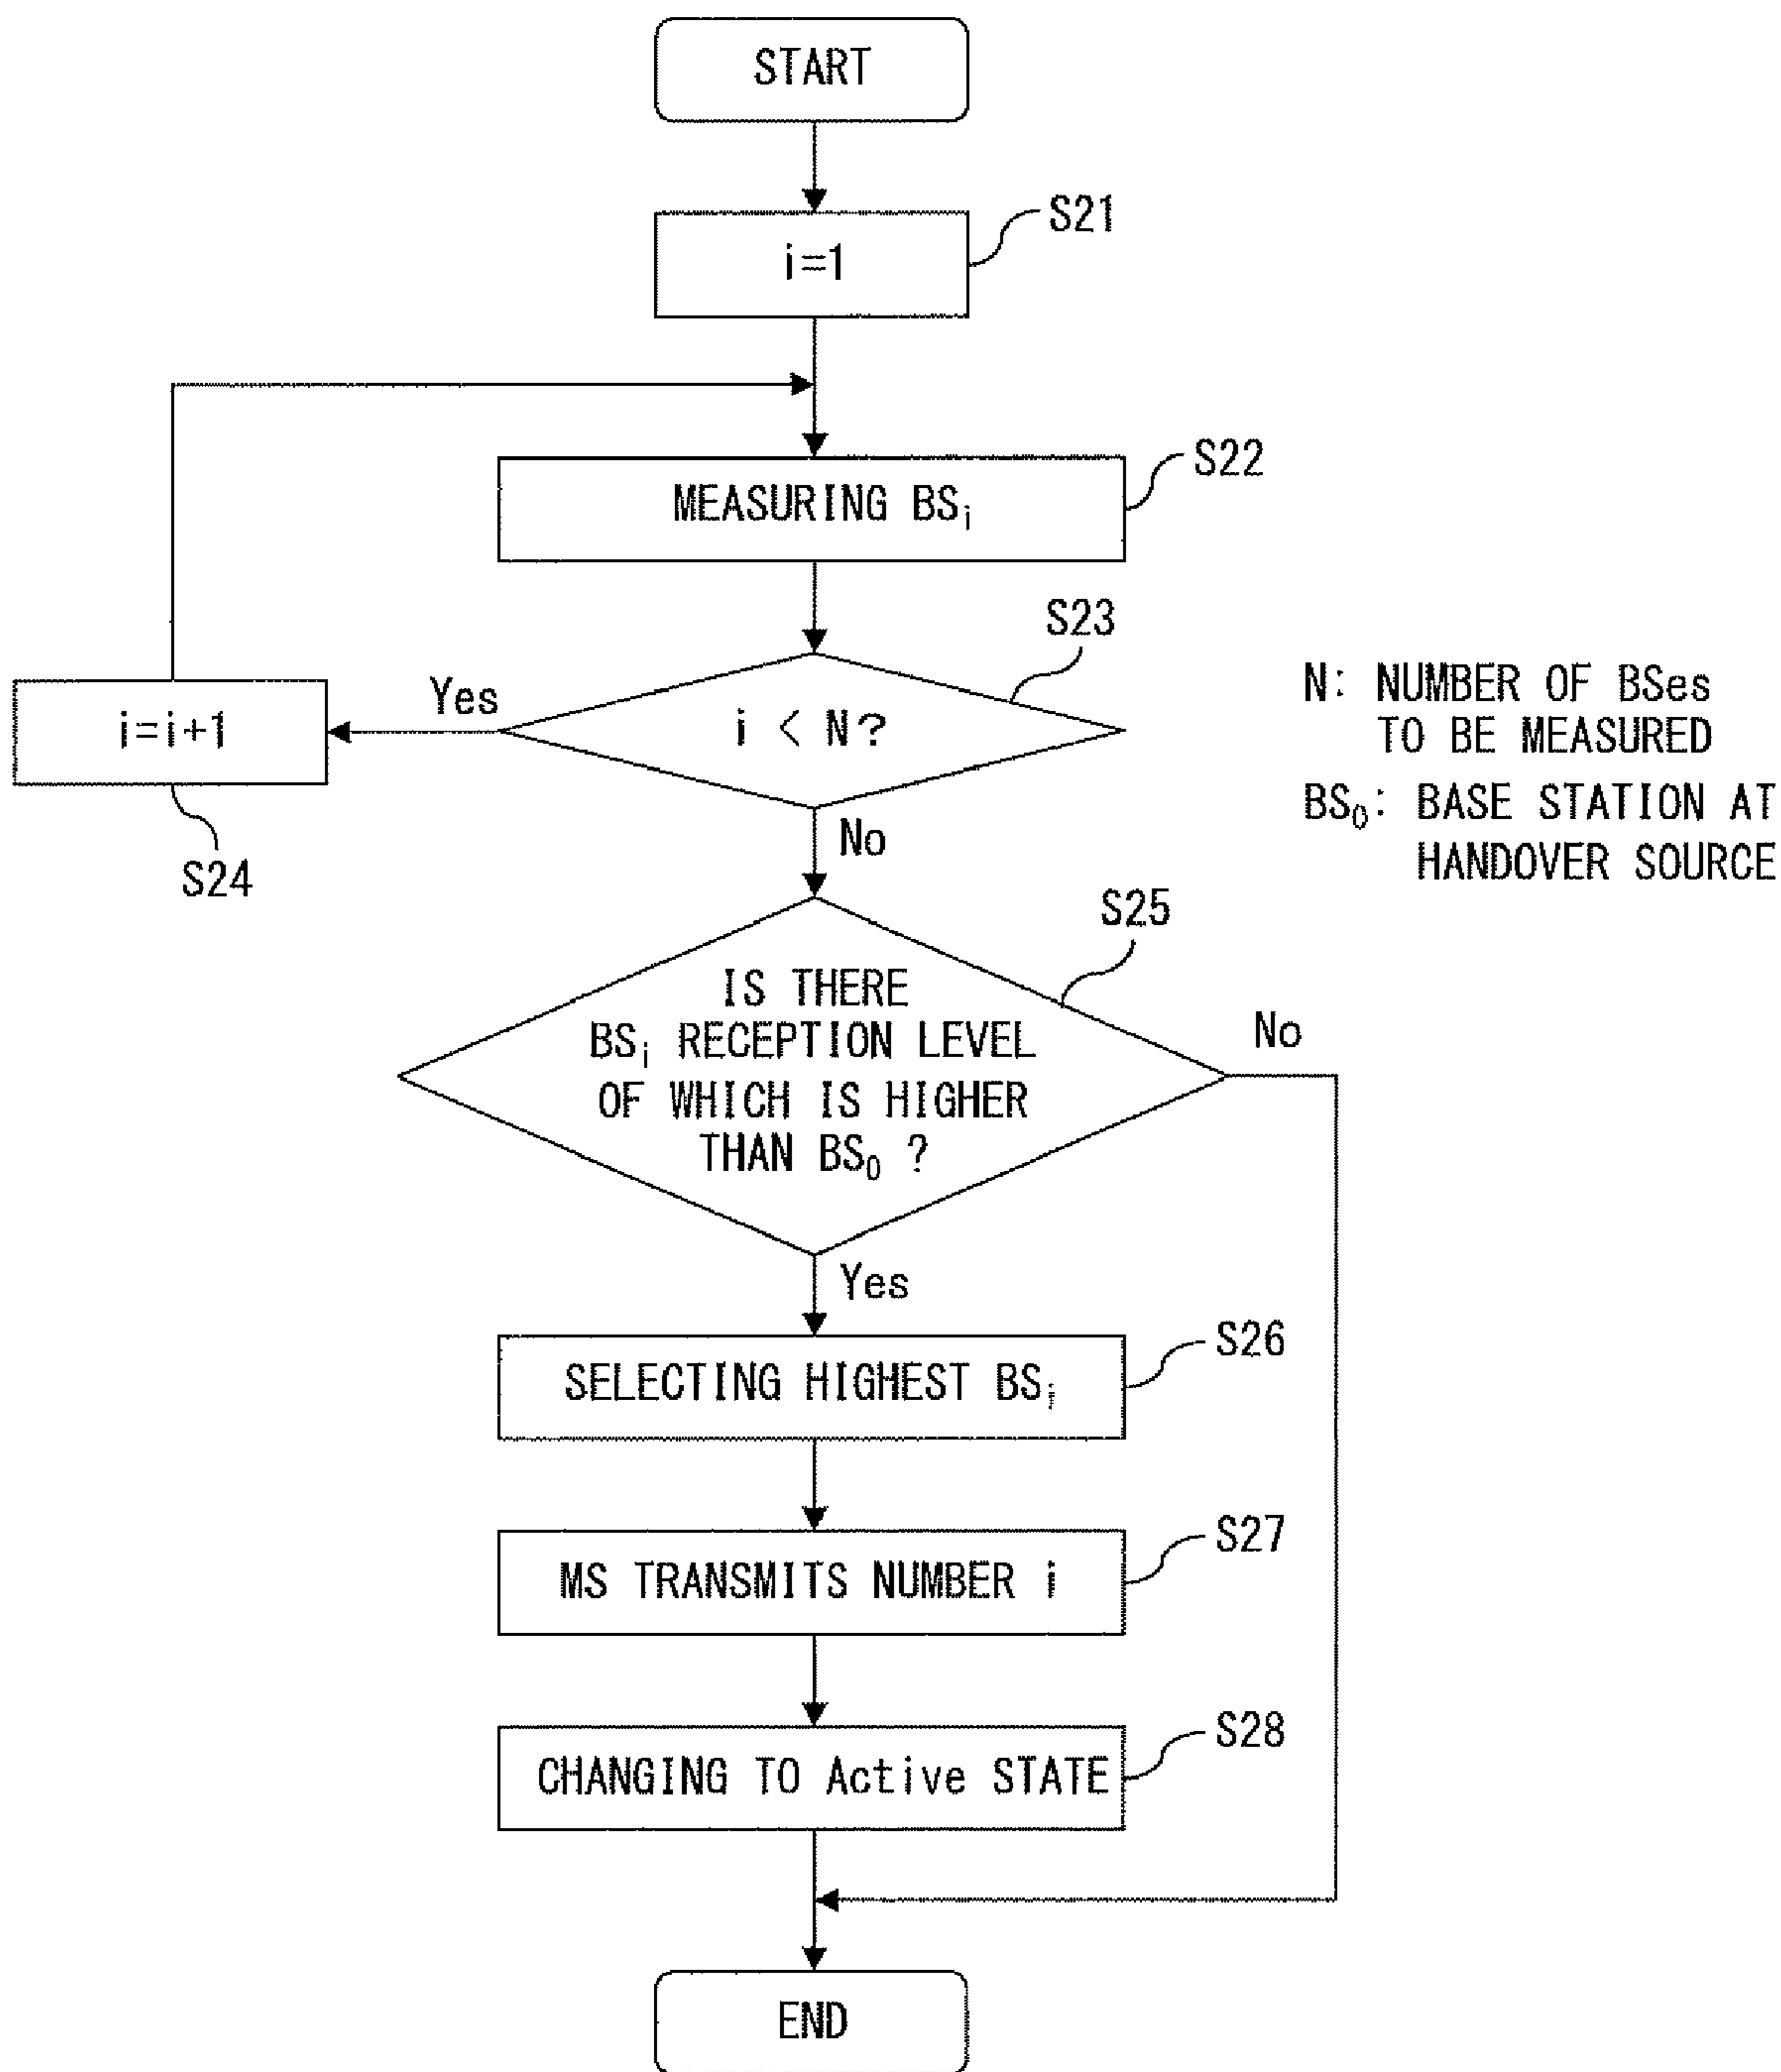 START
S21
i=1
S22
MEASURING BSᵢ
S23
i < N?
Yes
i=i+1
S24
No
N: NUMBER OF BSes
TO BE MEASURED
BS₀: BASE STATION AT
HANDOVER SOURCE
S25
IS THERE
BSᵢ RECEPTION LEVEL
OF WHICH IS HIGHER
THAN BS₀ ?
No
Yes
S26
SELECTING HIGHEST BSᵢ
S27
MS TRANSMITS NUMBER i
S28
CHANGING TO Active STATE
END